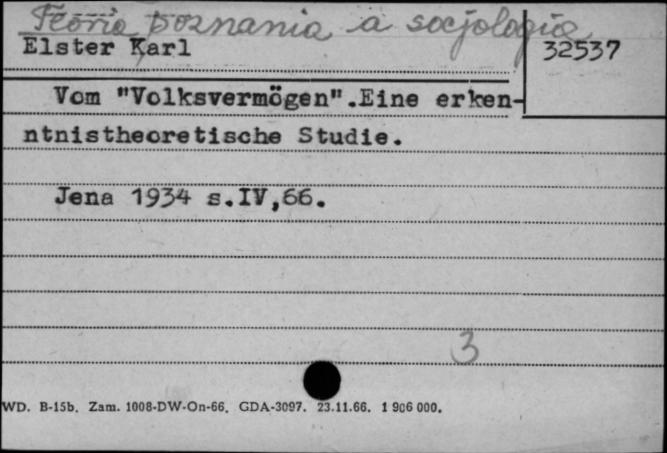 Teoria poznania a socjologia
Elster Karl
32537
Vom "Volksvermögen".Eine erken-
ntnistheoretische Studie.
Jena 1934 s.IV,66.
3
WD. B-15b. Zam. 1008-DW-On-66. GDA-3097. 23.11.66. 1 906 000.